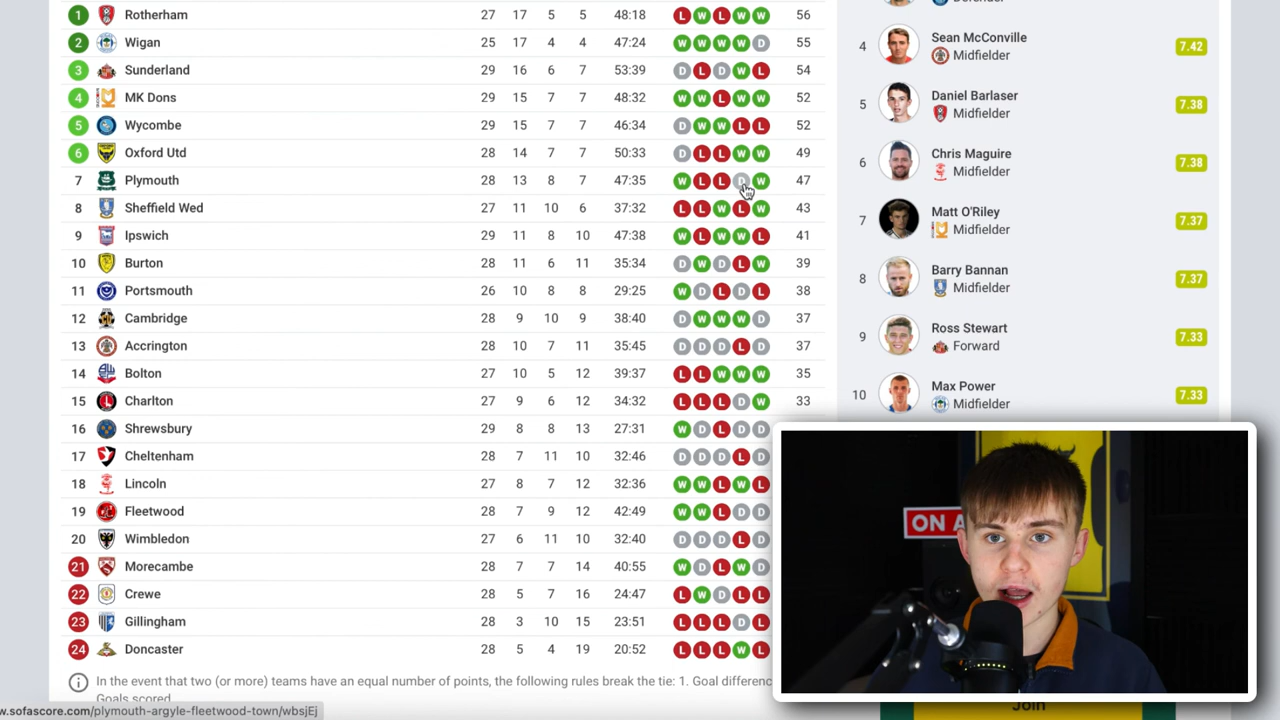 1 Rotherham 27 17 5 5 48:18 L W L W W 56
2 Wigan 25 17 4 4 47:24 W W W W D 55
3 Sunderland 29 16 6 7 53:39 D L D W L 54
4 MK Dons 29 15 7 7 48:32 W W L W W 52
5 Wycombe 29 15 7 7 46:34 D W W L L 52
6 Oxford Utd 28 14 7 7 50:33 D L L W W 49
7 Plymouth 28 13 8 7 47:35 W L L D W 47
8 Sheffield Wed 27 11 10 6 37:32 L L W L W 43
9 Ipswich 29 11 8 10 47:38 W L W W L 41
10 Burton 28 11 6 11 35:34 D W D L W 39
11 Portsmouth 26 10 8 8 29:25 W D L D L 38
12 Cambridge 28 9 10 9 38:40 D W W W D 37
13 Accrington 28 10 7 11 36:45 D D D L D 37
14 Bolton 27 10 5 12 39:37 L L W W W 35
15 Charlton 27 9 6 12 34:32 L L L D W 33
16 Shrewsbury 29 8 8 13 27:31 W D L D D
17 Cheltenham 28 7 11 10 32:46 D D D L D
18 Lincoln 27 8 7 12 32:36 W W L W L
19 Fleetwood 28 7 9 12 42:49 W W L D D
20 Wimbledon 27 6 11 10 32:40 D D D L D
21 Morecambe 28 7 7 14 40:55 W D L W D
22 Crewe 28 5 7 16 24:47 L W D L L
23 Gillingham 28 3 10 15 23:51 L L L D L
24 Doncaster 28 5 4 19 20:52 L L L W L
In the event that two (or more) teams have an equal number of points, the following rules break the tie: 1. Goal differenc
Goals scored
w.sofascore.com/plymouth-argyle-fleetwood-town/wbsjEj
Defender
4 Sean McConville 7.42
Midfielder
5 Daniel Barlaser 7.38
Midfielder
6 Chris Maguire 7.38
Midfielder
7 Matt O'Riley 7.37
Midfielder
8 Barry Bannan 7.37
Midfielder
9 Ross Stewart 7.33
Forward
10 Max Power 7.33
Midfielder
ON A
Join